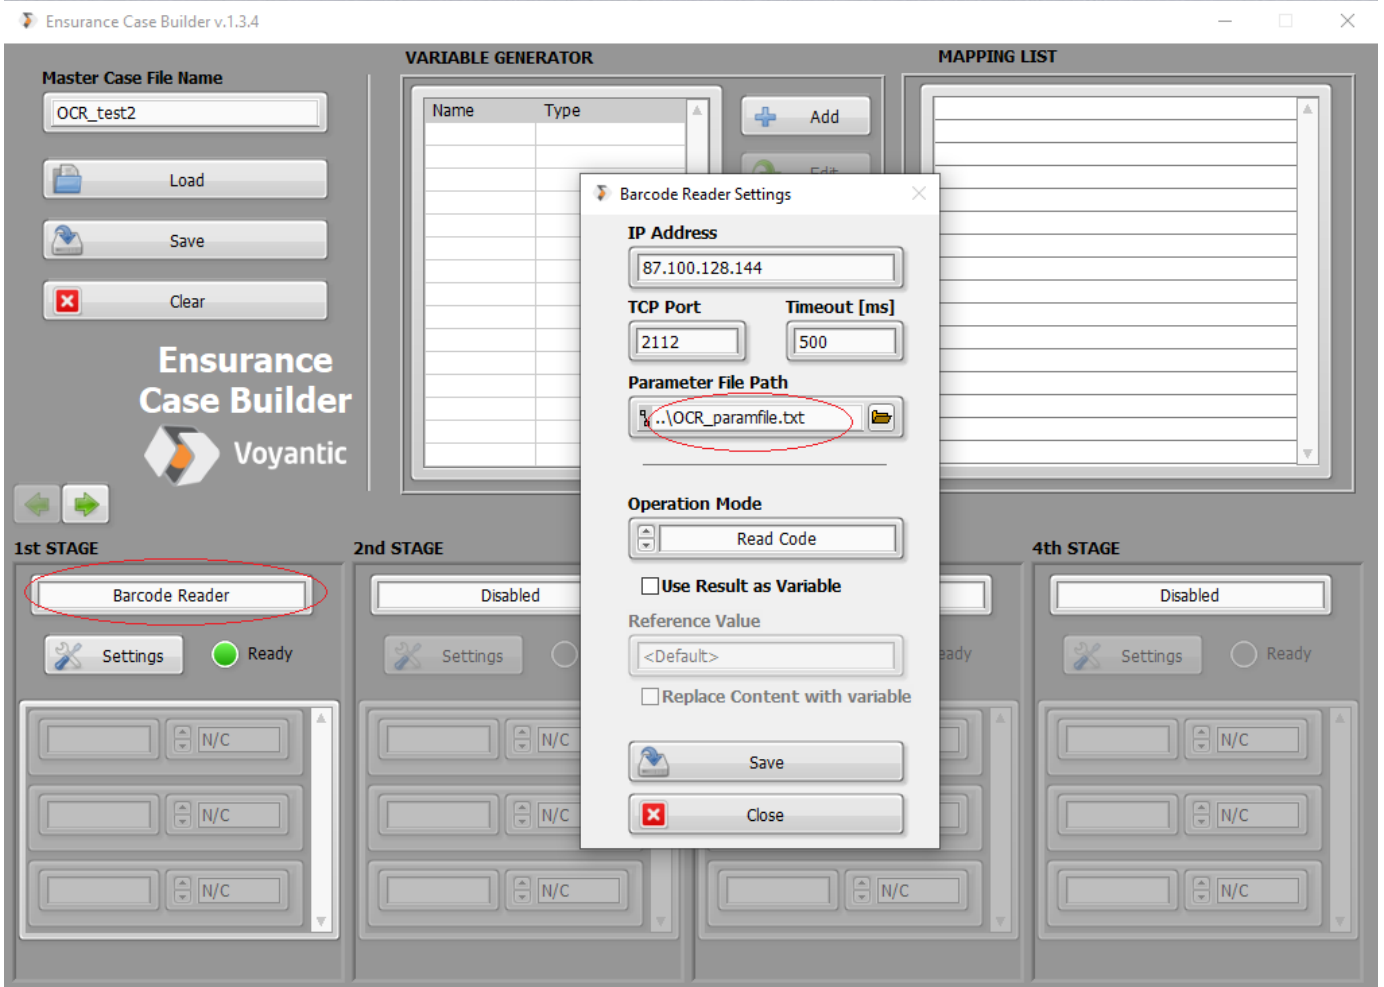 Ensurance Case Builder v.1.3.4
Master Case File Name
OCR_test2
Load
Save
Clear
Ensurance
Case Builder
Voyantic
VARIABLE GENERATOR
Name Type
Add
Edit
MAPPING LIST
Barcode Reader Settings
IP Address
87.100.128.144
TCP Port Timeout [ms]
2112 500
Parameter File Path
..\OCR_paramfile.txt
Operation Mode
Read Code
Use Result as Variable
Reference Value
<Default>
Replace Content with variable
Save
Close
1st STAGE
Barcode Reader
Settings Ready
N/C
N/C
N/C
2nd STAGE
Disabled
Settings
N/C
N/C
N/C
N/C
4th STAGE
Disabled
Settings Ready
N/C
N/C
N/C